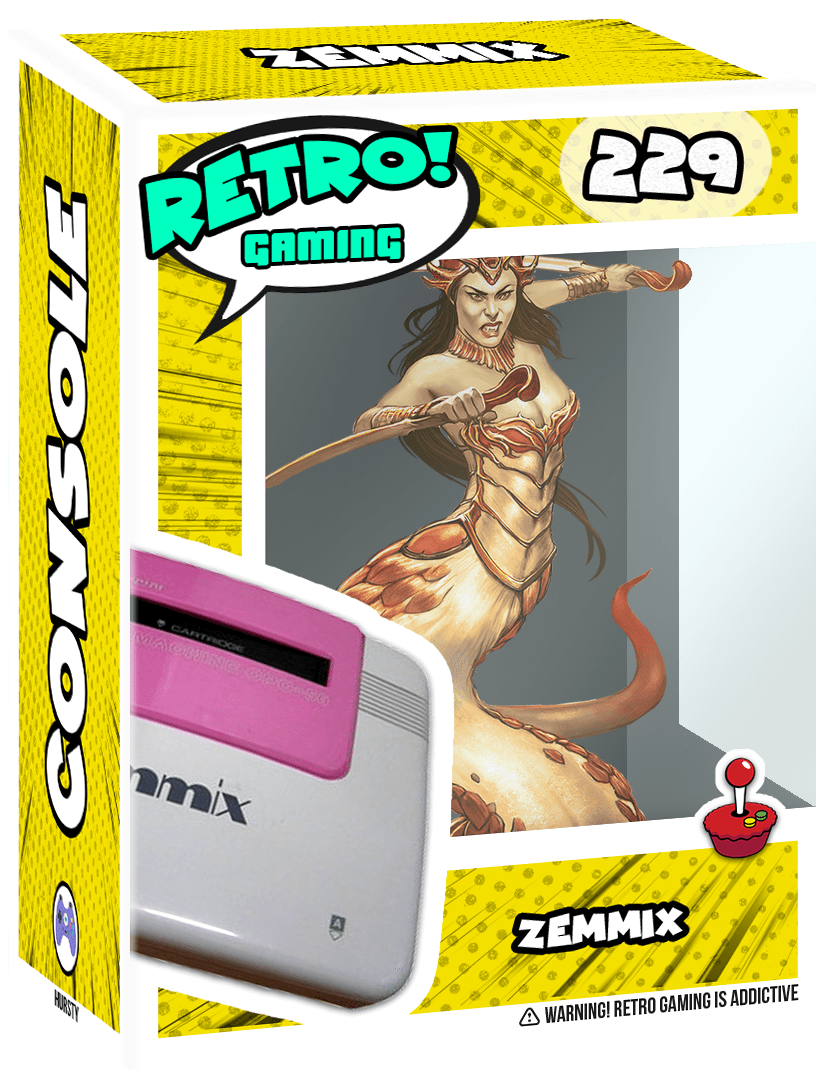 ZEMMIX
RETRO!
GAMING
229
CONSOLE
CARTRIDGE
mmix
A
ZEMMIX
HURSTY
WARNING! RETRO GAMING IS ADDICTIVE